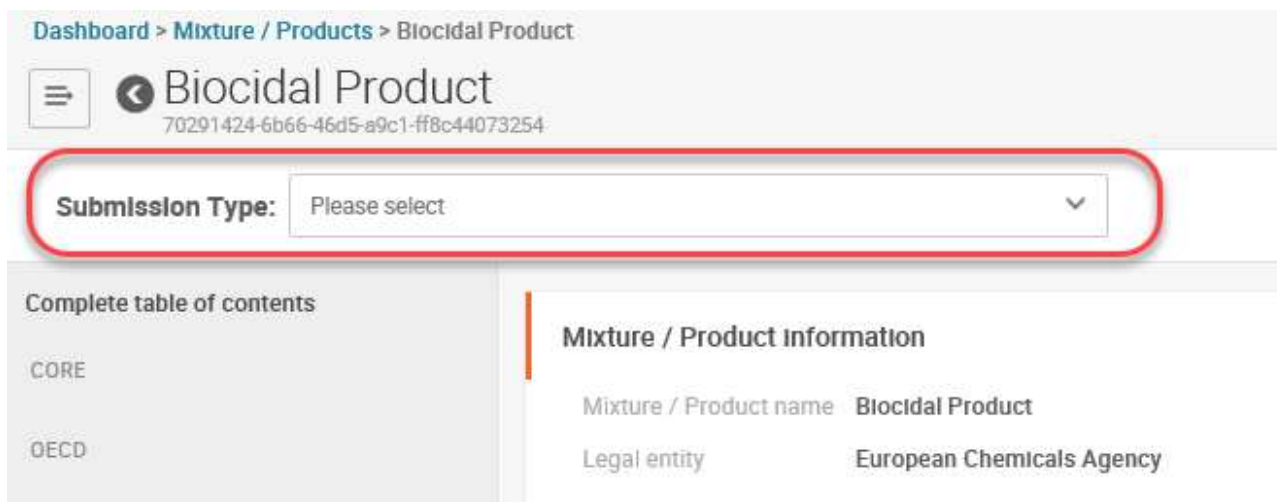 Dashboard > Mixture / Products > Biocidal Product
Biocidal Product
70291424-6b66-46d5-a9c1-ff8c44073254
Submission Type: Please select
Complete table of contents
CORE
OECD
Mixture / Product information
Mixture / Product name Biocidal Product
Legal entity European Chemicals Agency